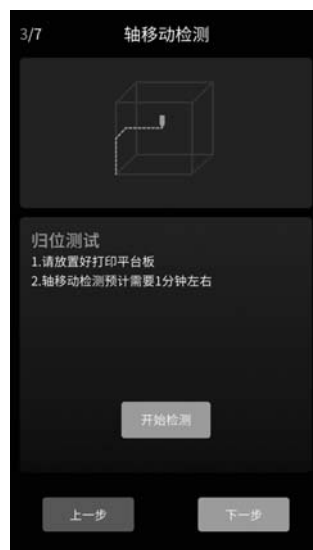 3/7 轴移动检测
归位测试
1.请放置好打印平台板
2.轴移动检测预计需要1分钟左右
开始检测
上一步 下一步